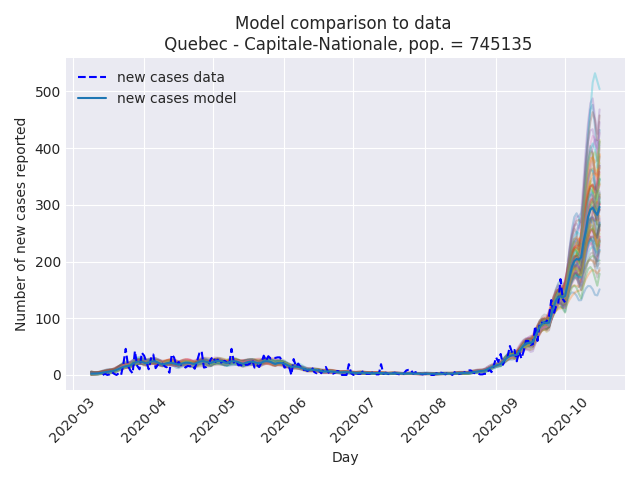 Model comparison to data
Quebec - Capitale-Nationale, pop. = 745135
new cases data
new cases model
Number of new cases reported
500
400
300
200
100
0
2020-03
2020-04
2020-05
2020-06
2020-07
2020-08
2020-09
2020-10
Day